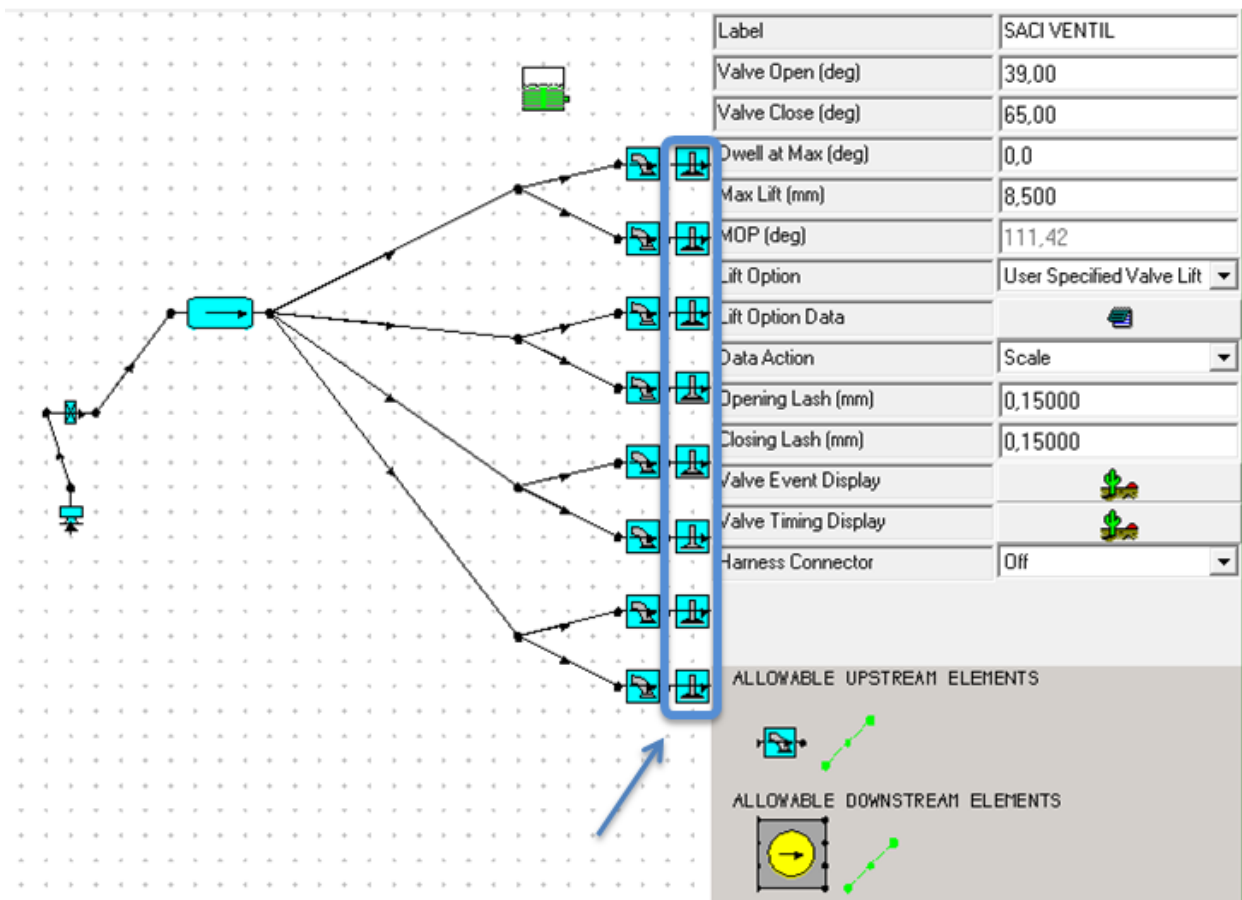 Label SACI VENTIL
Valve Open (deg) 39,00
Valve Close (deg) 65,00
Dwell at Max (deg) 0,0
Max Lift (mm) 8,500
MOP (deg) 111,42
Lift Option User Specified Valve Lift
Lift Option Data
Data Action Scale
Opening Lash (mm) 0,15000
Closing Lash (mm) 0,15000
Valve Event Display
Valve Timing Display
Harness Connector Off
ALLOWABLE UPSTREAM ELEMENTS
ALLOWABLE DOWNSTREAM ELEMENTS